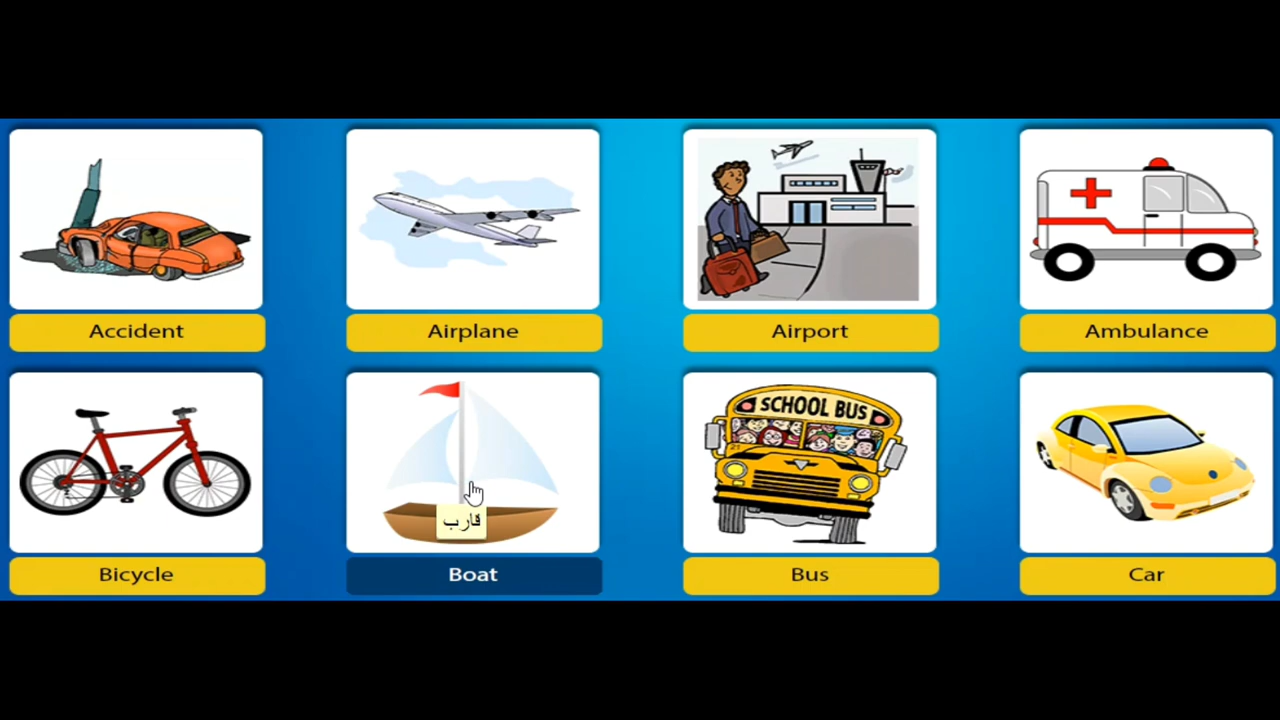 Accident
Airplane
Airport
Ambulance
SCHOOL BUS
قارب
Bicycle
Boat
Bus
Car